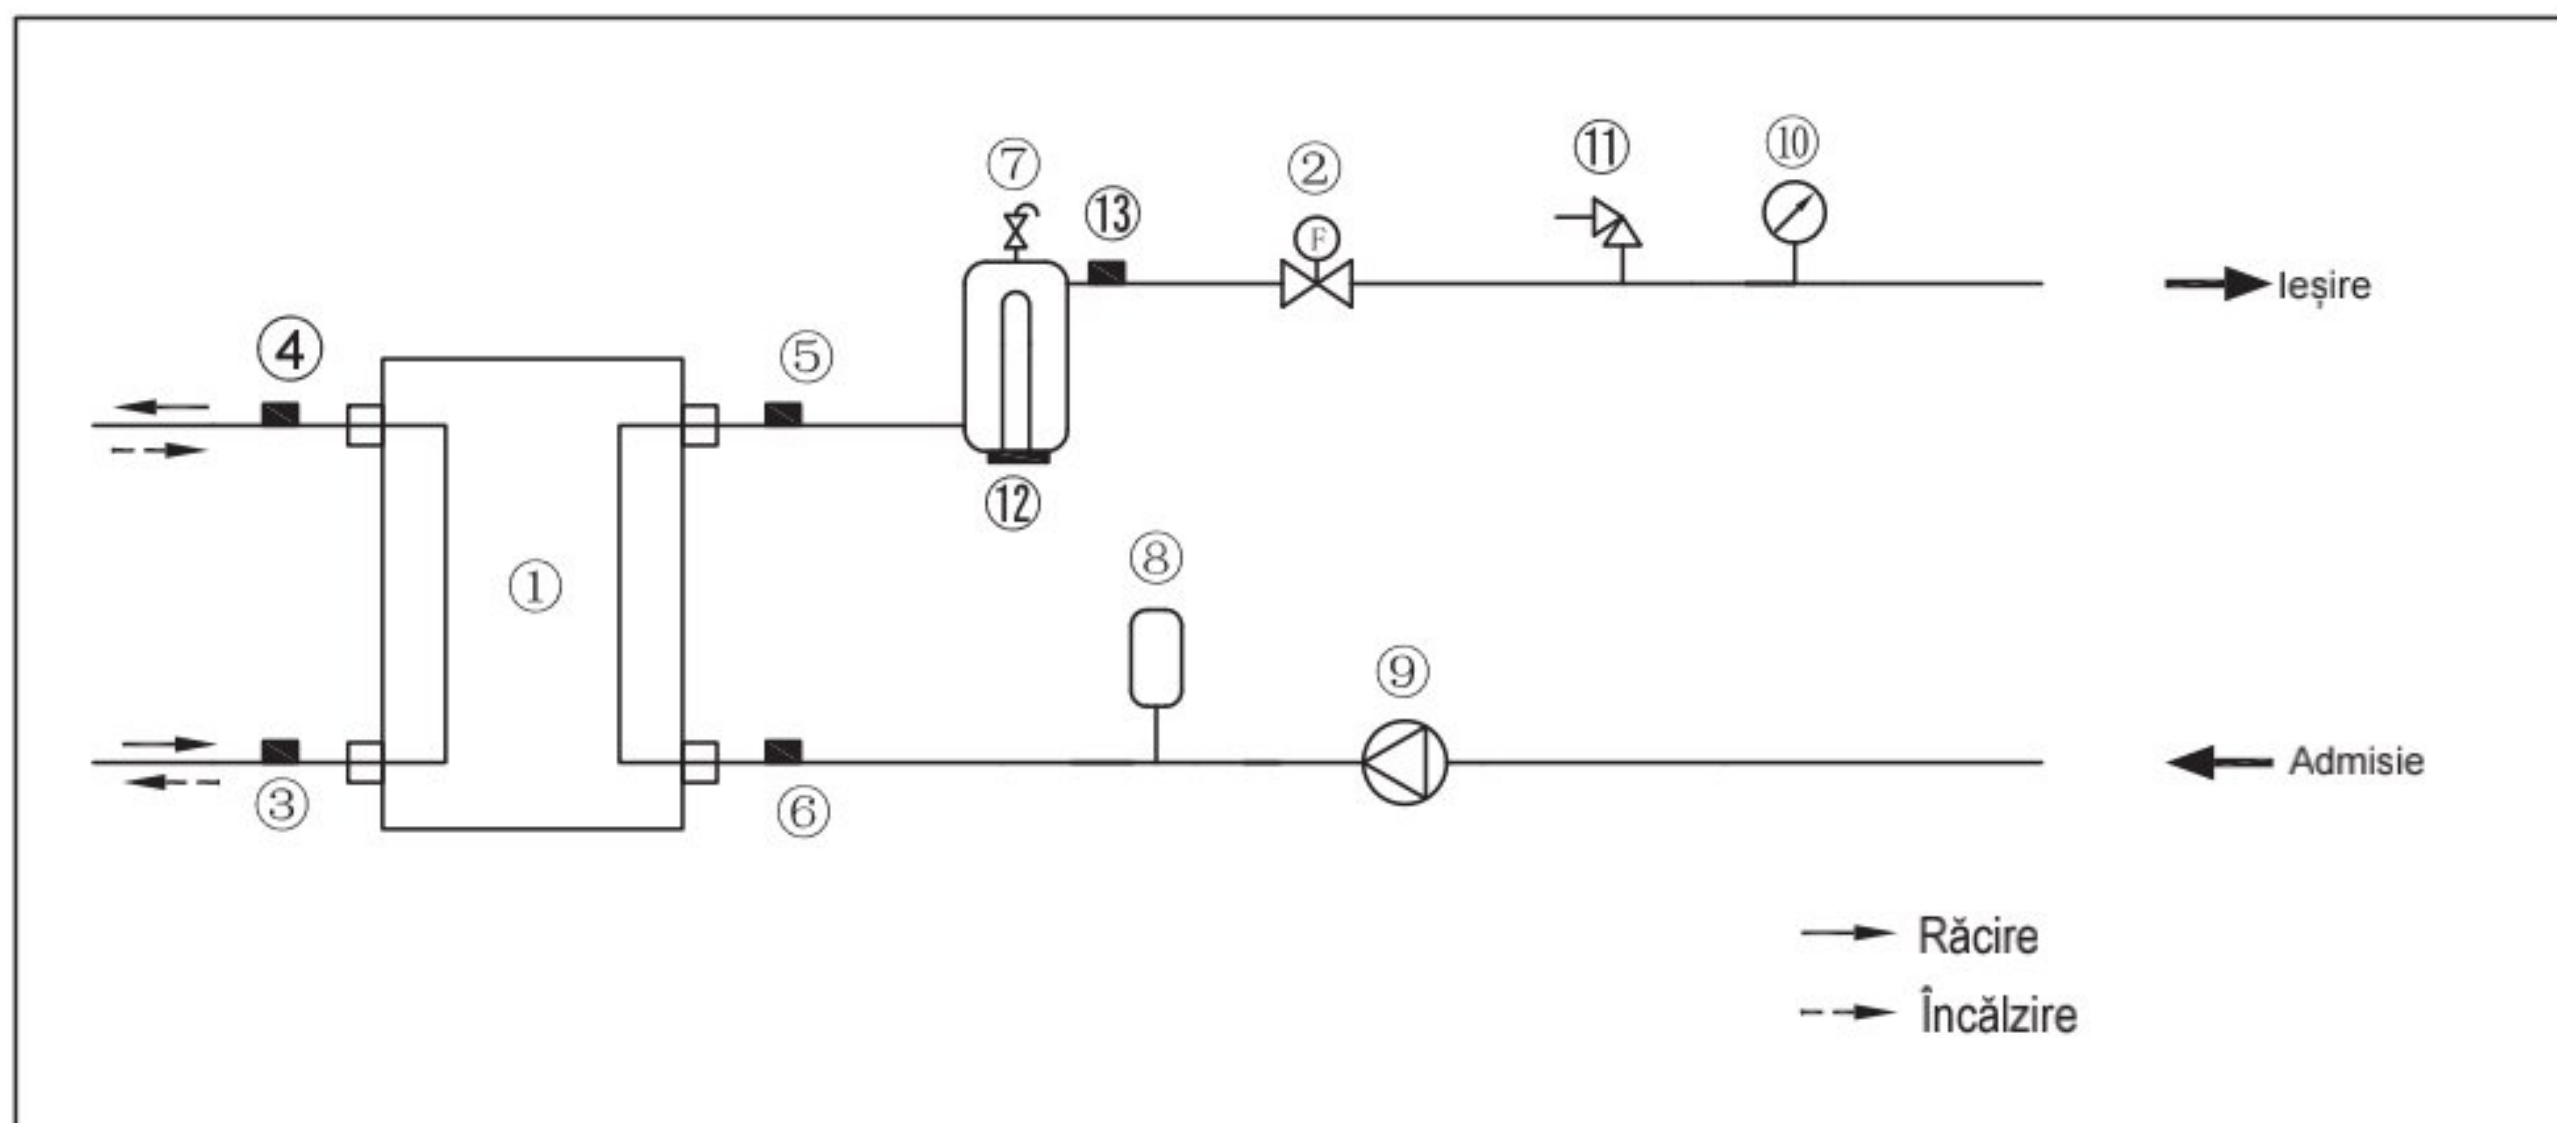 ⑦
⑬
②
⑪
⑩
F
Ieșire
④
⑤
⑫
①
⑧
⑨
③
⑥
Admisie
Răcire
Încălzire